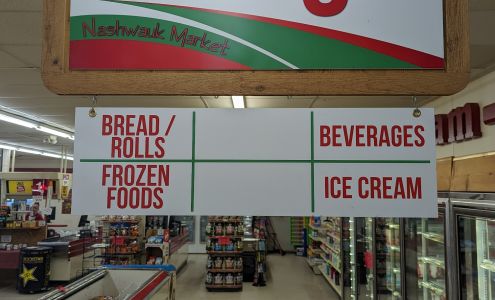 Nashwauk Market
BREAD /
ROLLS
BEVERAGES
FROZEN
FOODS
ICE CREAM